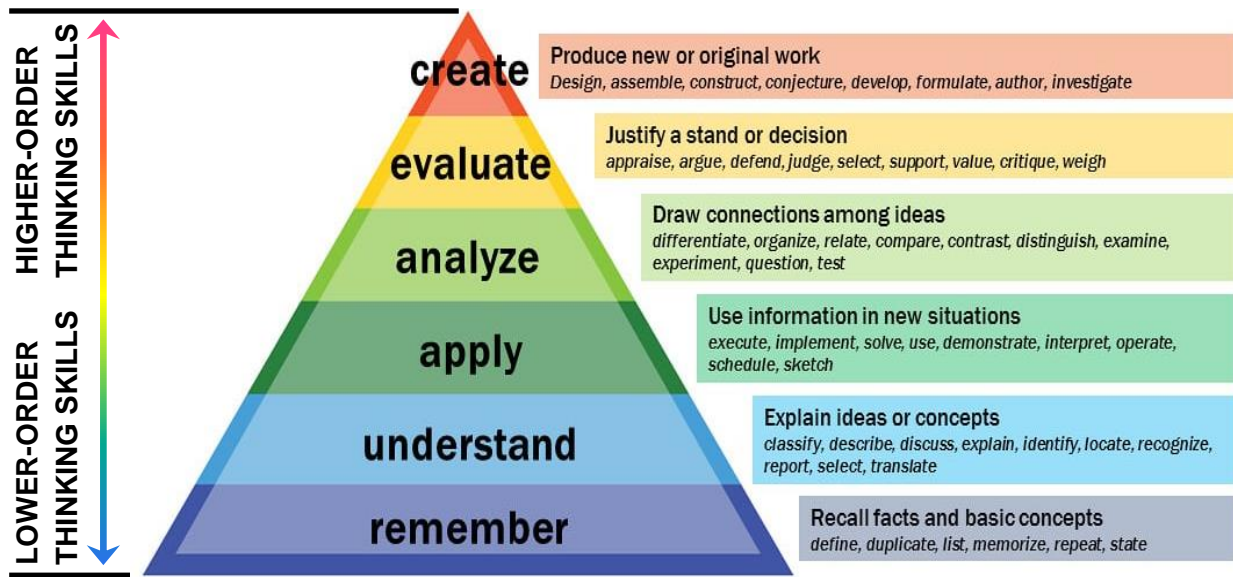 HIGHER-ORDER
THINKING SKILLS
LOWER-ORDER
THINKING SKILLS
create
Produce new or original work
Design, assemble, construct, conjecture, develop, formulate, author, investigate
evaluate
Justify a stand or decision
appraise, argue, defend, judge, select, support, value, critique, weigh
analyze
Draw connections among ideas
differentiate, organize, relate, compare, contrast, distinguish, examine,
experiment, question, test
apply
Use information in new situations
execute, implement, solve, use, demonstrate, interpret, operate,
schedule, sketch
understand
Explain ideas or concepts
classify, describe, discuss, explain, identify, locate, recognize,
report, select, translate
remember
Recall facts and basic concepts
define, duplicate, list, memorize, repeat, state